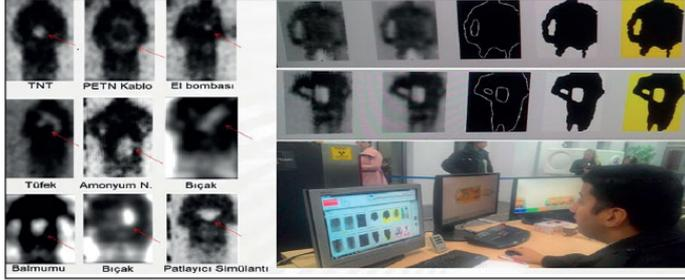 TNT PETN Kablo El bombası
Tüfek Amonyum N. Bıçak
Balmumu Bıçak Patlayıcı Simülantı